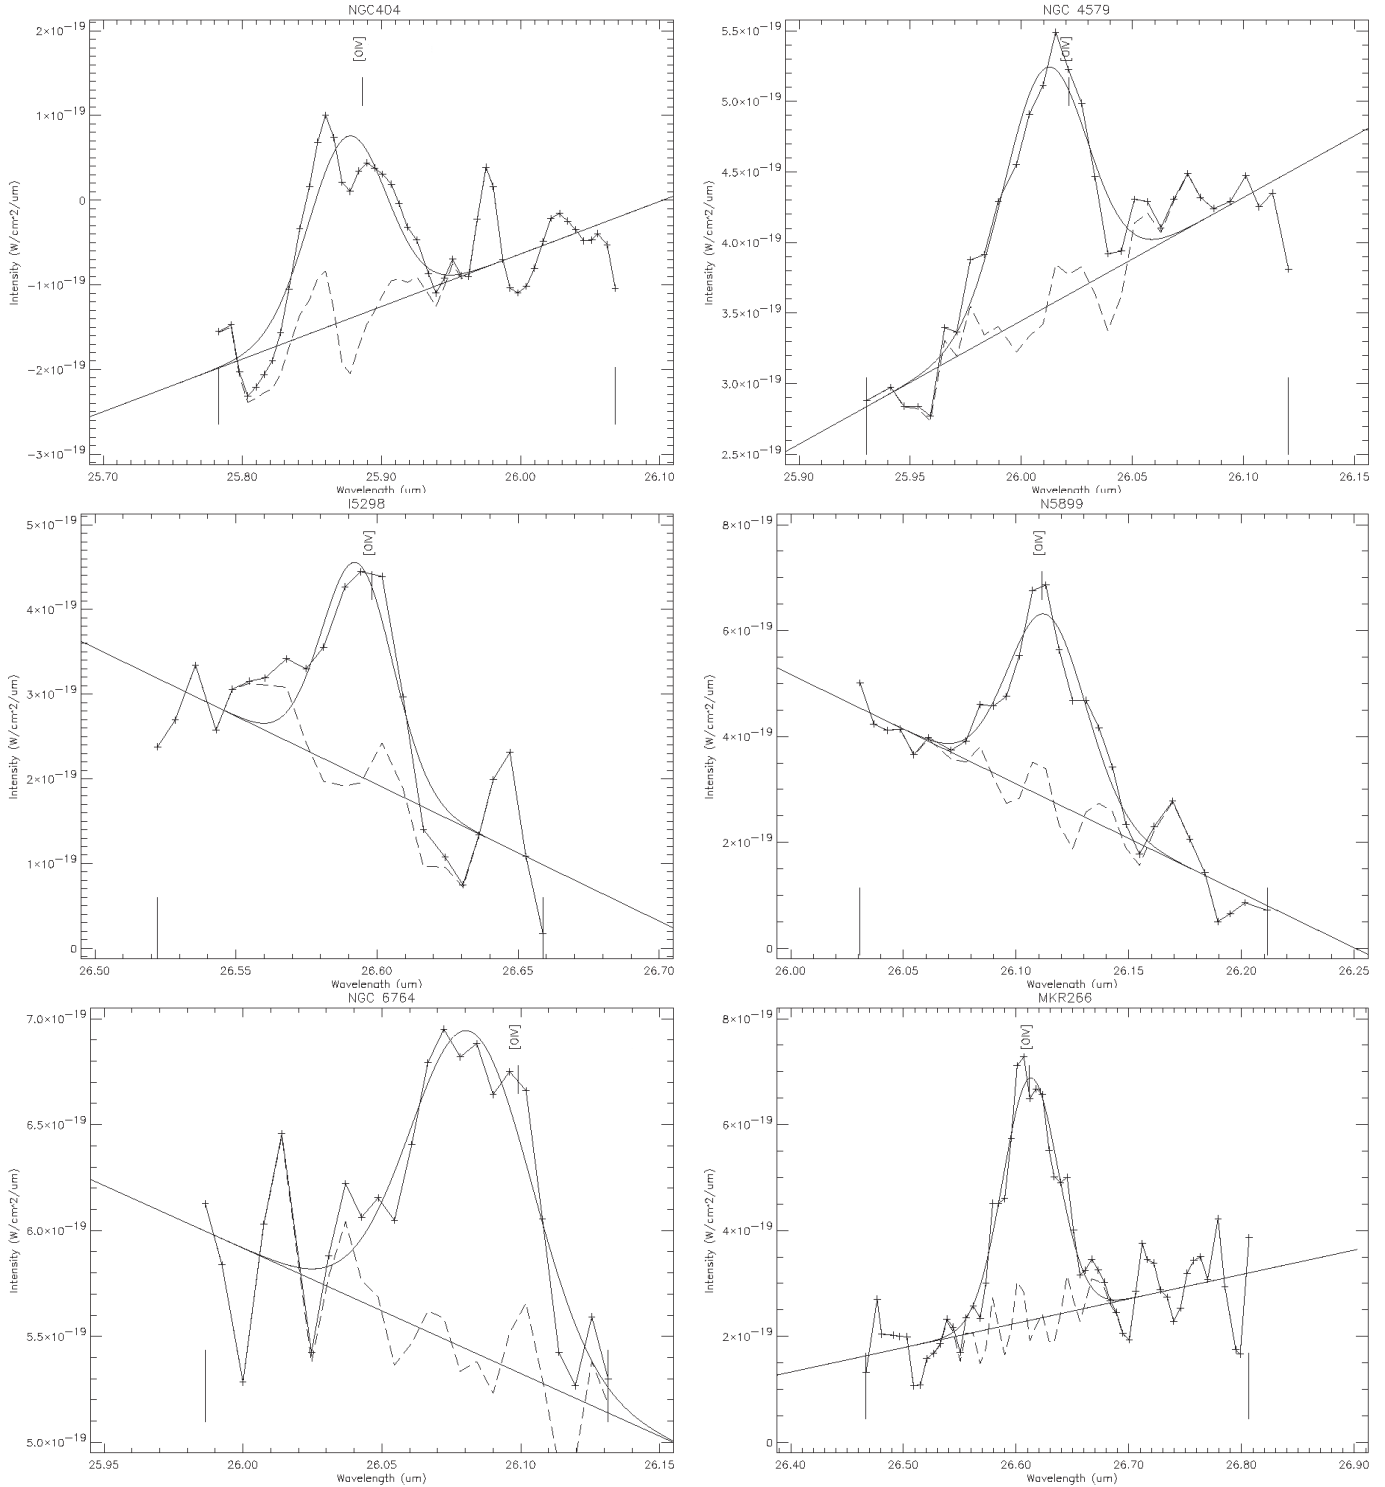 NGC404
[OIV]
2×10⁻¹⁹
1×10⁻¹⁹
0
−1×10⁻¹⁹
−2×10⁻¹⁹
−3×10⁻¹⁹
Intensity (W/cm^2/um)
25.70 25.80 25.90 26.00 26.10
Wavelength (um)
NGC 4579
[OIV]
5.5×10⁻¹⁹
5.0×10⁻¹⁹
4.5×10⁻¹⁹
4.0×10⁻¹⁹
3.5×10⁻¹⁹
3.0×10⁻¹⁹
2.5×10⁻¹⁹
Intensity (W/cm^2/um)
25.90 25.95 26.00 26.05 26.10 26.15
Wavelength (um)
I5298
[OIV]
5×10⁻¹⁹
4×10⁻¹⁹
3×10⁻¹⁹
2×10⁻¹⁹
1×10⁻¹⁹
0
Intensity (W/cm^2/um)
26.50 26.55 26.60 26.65 26.70
Wavelength (um)
N5899
[OIV]
8×10⁻¹⁹
6×10⁻¹⁹
4×10⁻¹⁹
2×10⁻¹⁹
0
Intensity (W/cm^2/um)
26.00 26.05 26.10 26.15 26.20 26.25
Wavelength (um)
NGC 6764
[OIV]
7.0×10⁻¹⁹
6.5×10⁻¹⁹
6.0×10⁻¹⁹
5.5×10⁻¹⁹
5.0×10⁻¹⁹
Intensity (W/cm^2/um)
25.95 26.00 26.05 26.10 26.15
Wavelength (um)
MKR266
[OIV]
8×10⁻¹⁹
6×10⁻¹⁹
4×10⁻¹⁹
2×10⁻¹⁹
0
Intensity (W/cm^2/um)
26.40 26.50 26.60 26.70 26.80 26.90
Wavelength (um)